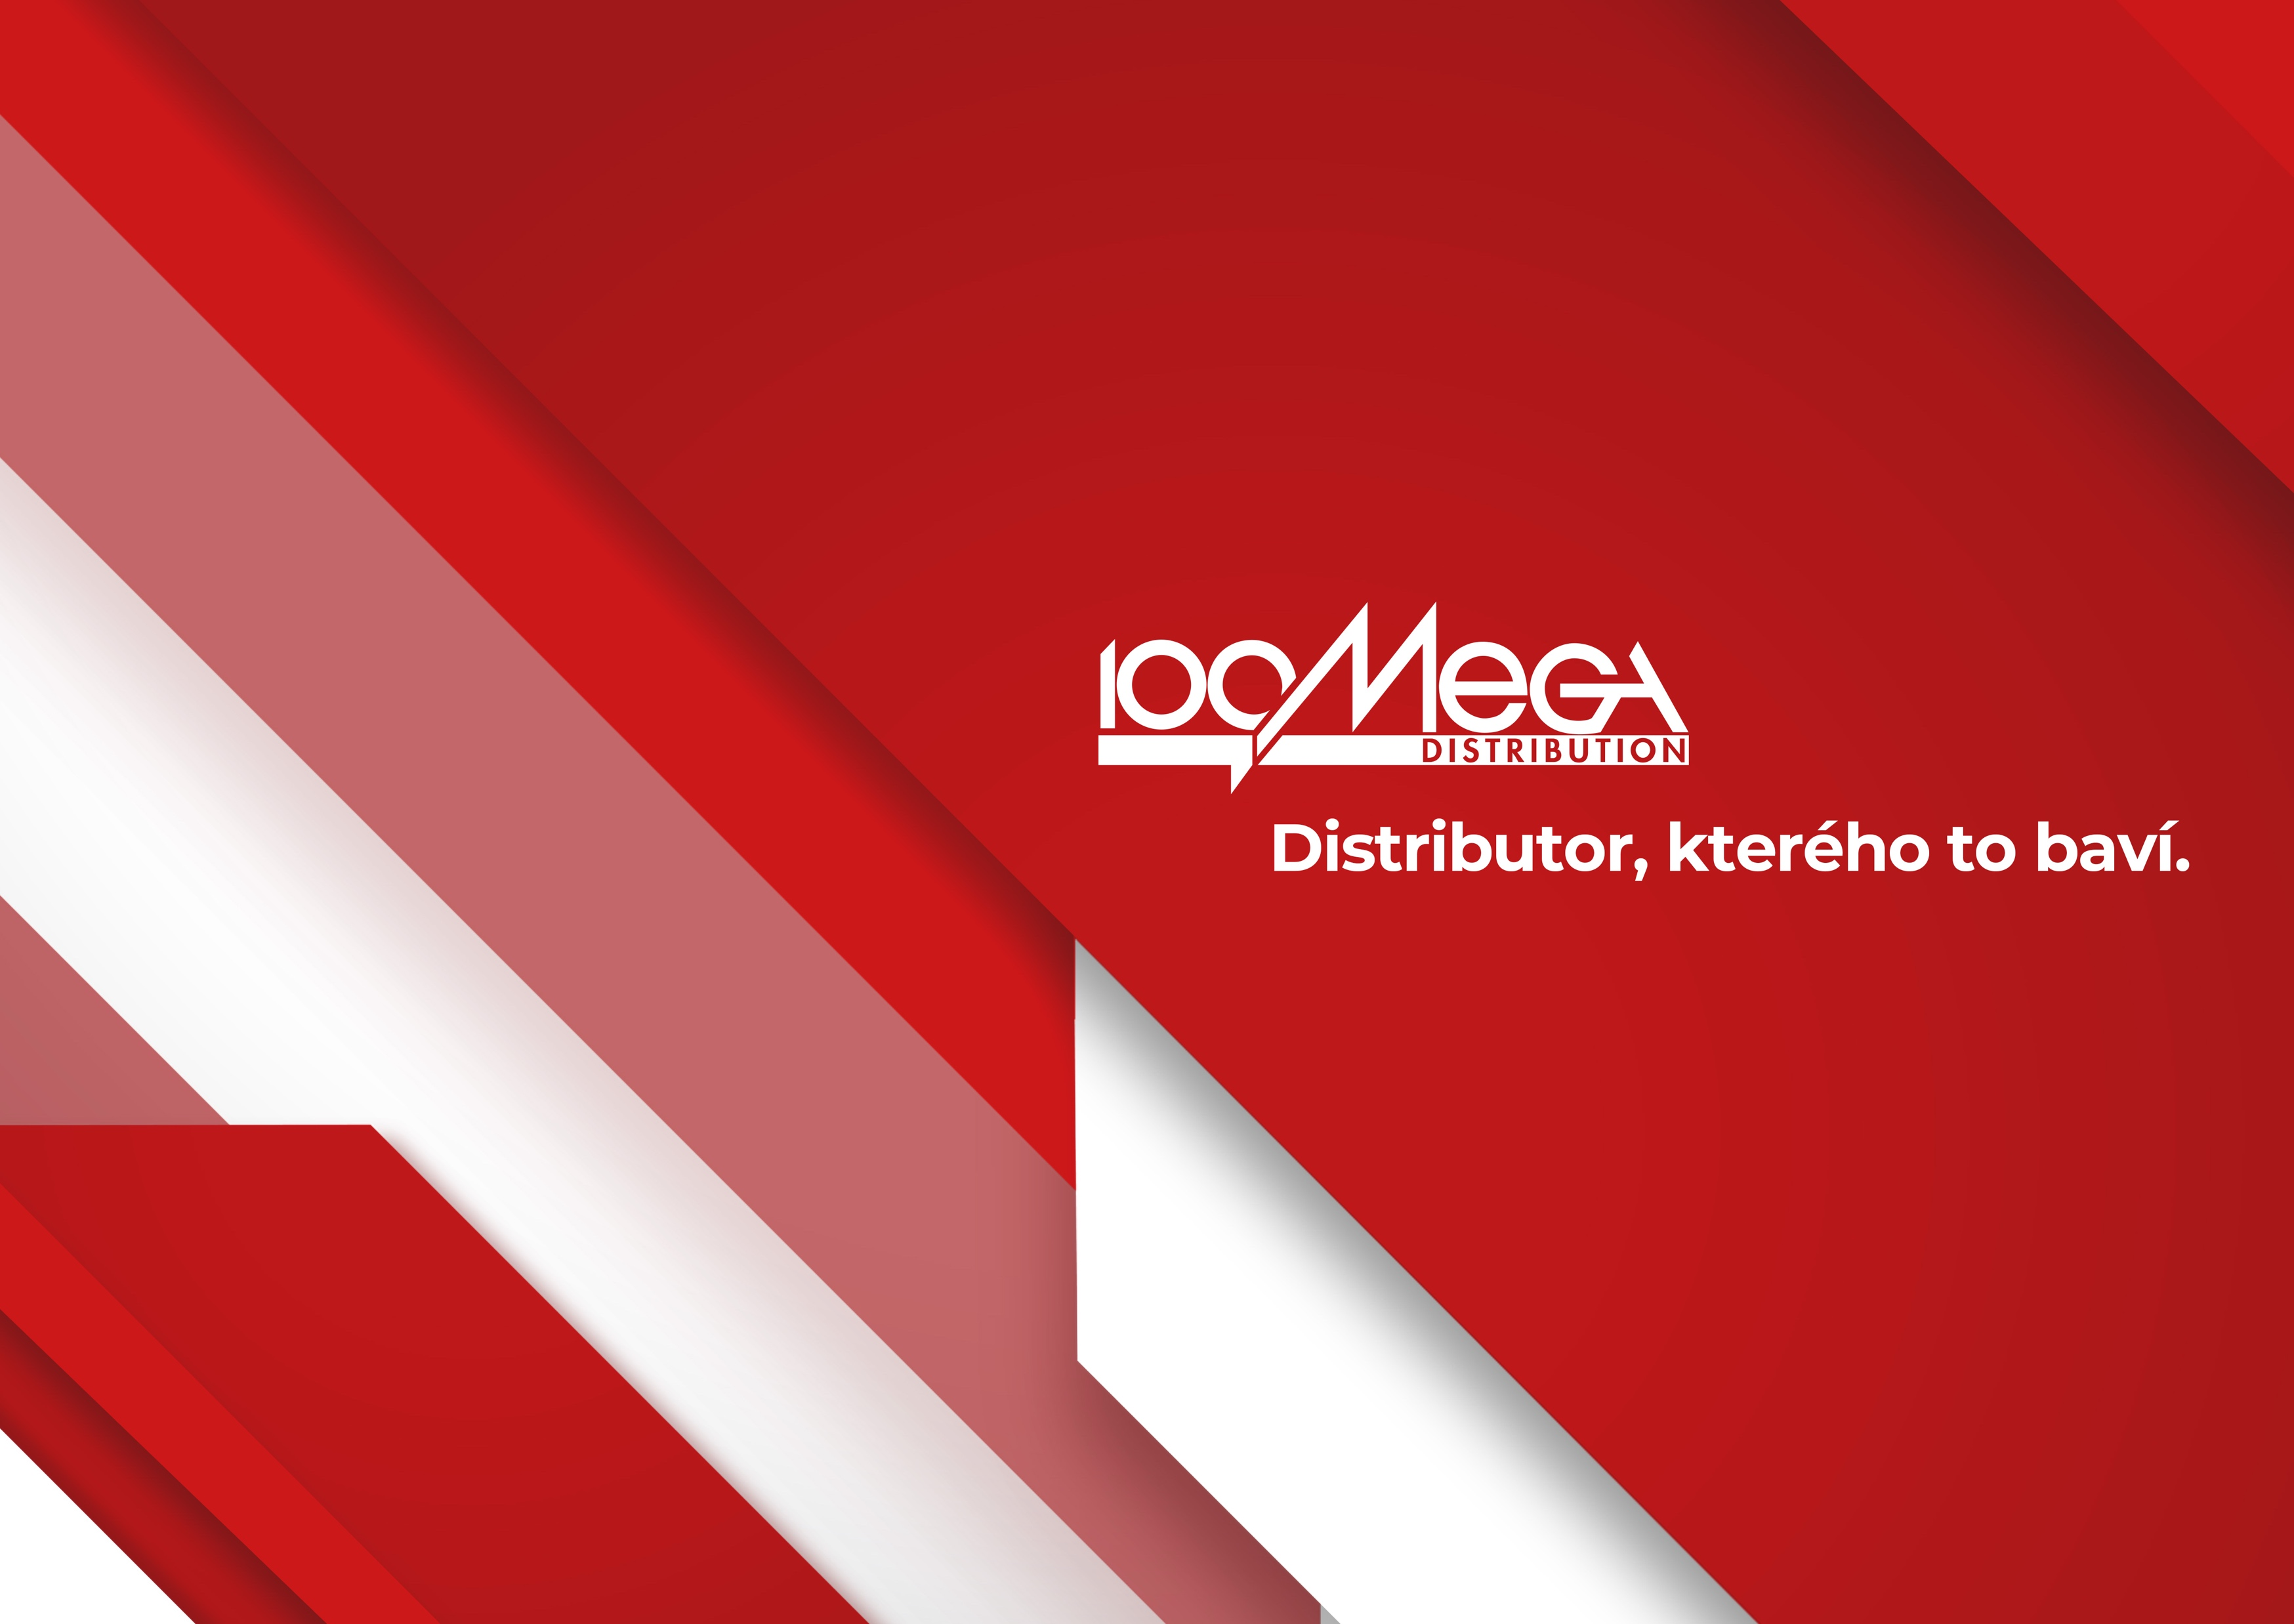 100MeGA
DISTRIBUTION
Distributor, kterého to baví.